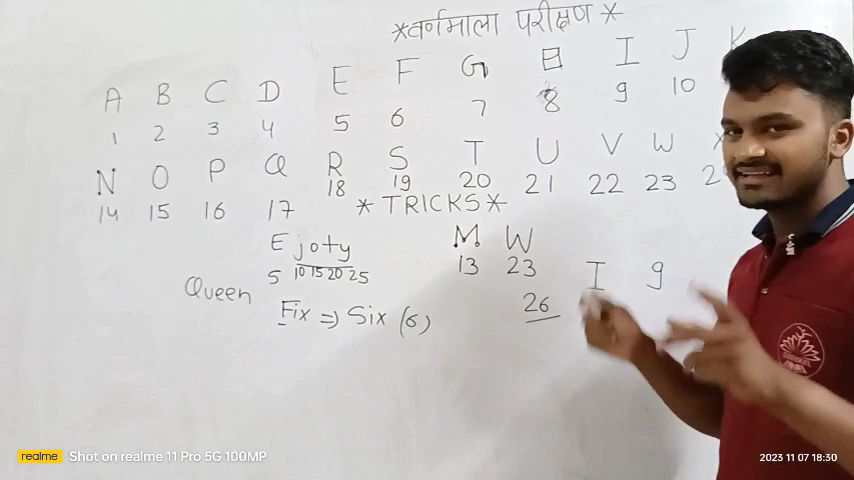 *वर्णमाला परीक्षण*
A B C D E F G H I J K
1 2 3 4 5 6 7 8 9 10
N O P Q R S T U V W X
14 15 16 17 18 19 20 21 22 23 2
* TRICKS *
E j o t y M W
5 10 15 20 25 13 23 I 9
Queen 26
Fix => Six (6)
realme Shot on realme 11 Pro 5G 100MP
2023 11 07 18:30